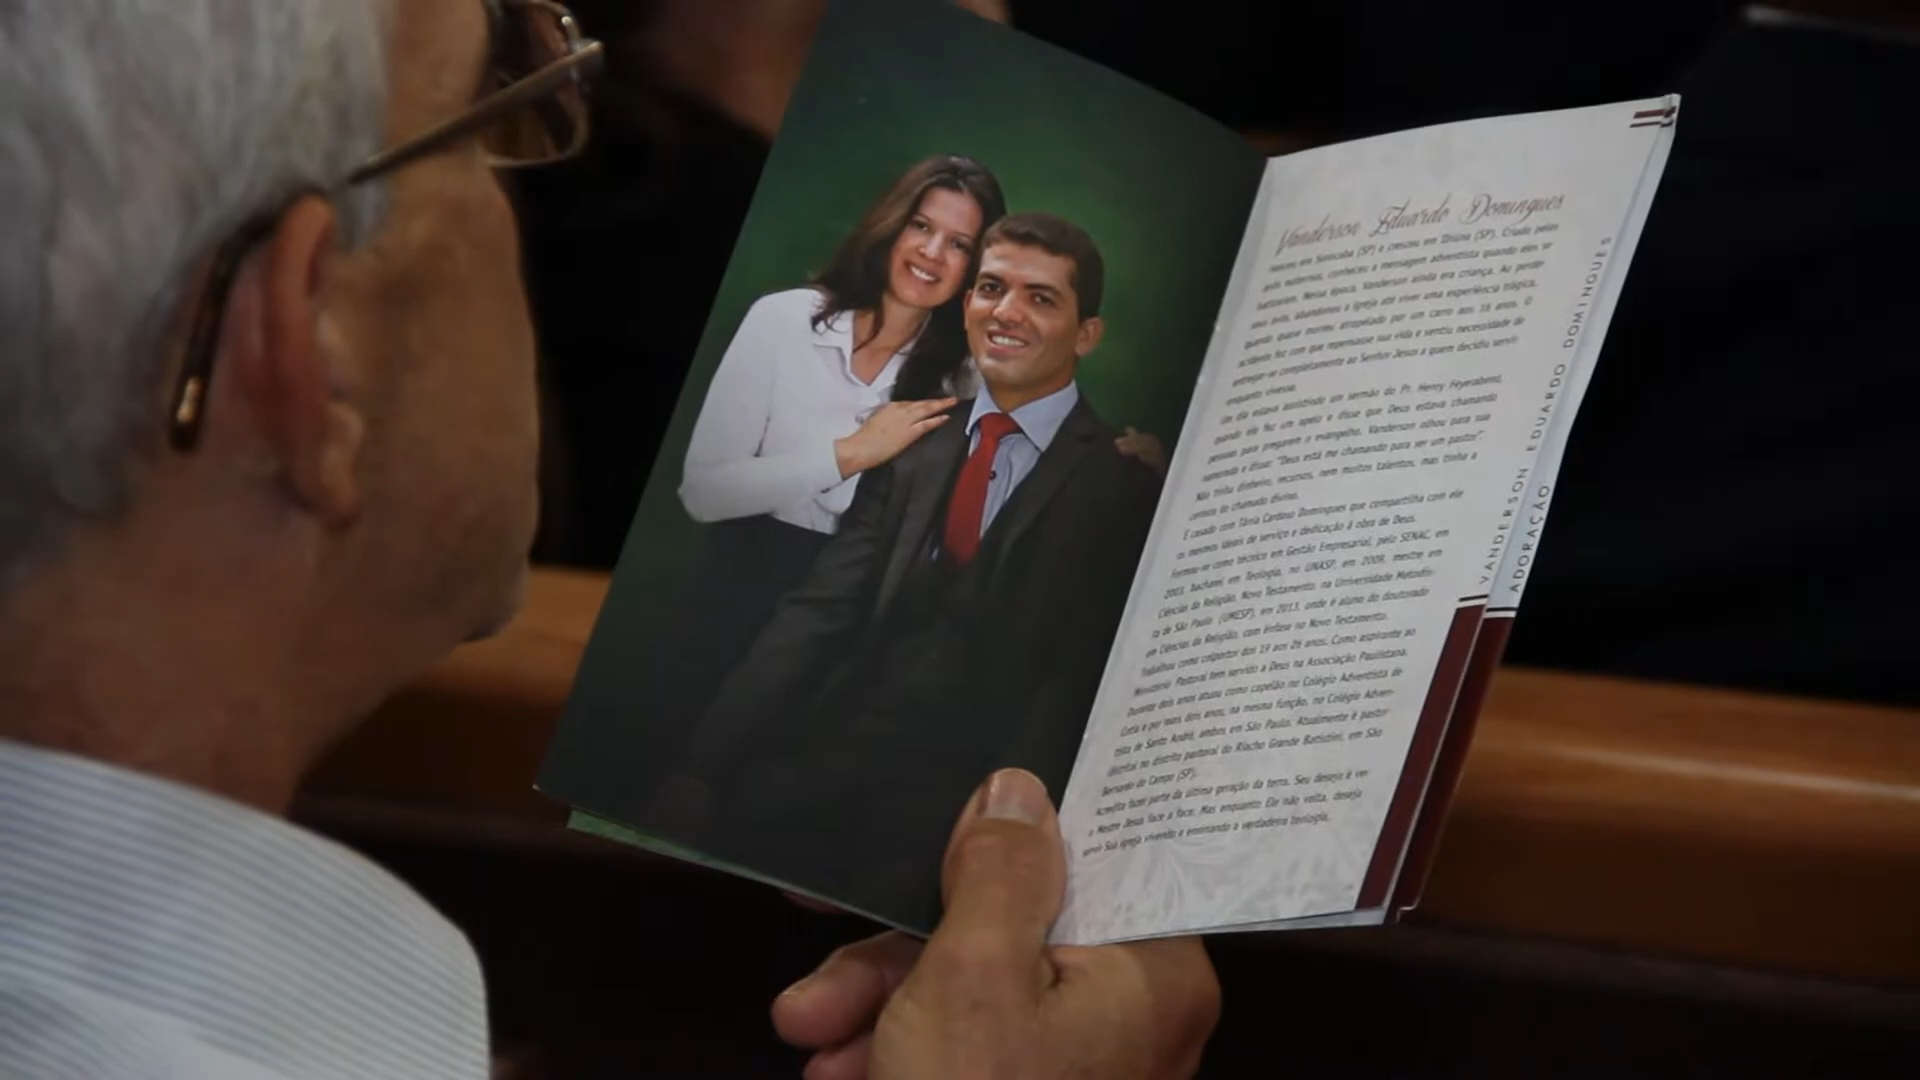 Vanderson Eduardo Domingues
nasceu em Sorocaba (SP) e cresceu em Ibiúna (SP). Criado pelos
avós maternos, conheceu a mensagem adventista quando eles se
batizaram. Nessa época, Vanderson ainda era criança. Ao perder
seus avós, abandonou a Igreja até viver uma experiência trágica,
quando quase morreu atropelado por um carro aos 16 anos. O
acidente fez com que repensasse sua vida e sentiu necessidade de
entregar-se completamente ao Senhor Jesus a quem decidiu servir
enquanto vivesse.
Um dia estava assistindo um sermão do Pr. Henry Feyerabend,
quando ele fez um apelo e disse que Deus estava chamando
pessoas para pregarem o evangelho. Vanderson olhou para sua
namorada e disse: "Deus está me chamando para ser um pastor".
Não tinha dinheiro, recursos, nem muitos talentos, mas tinha a
certeza do chamado divino.
É casado com Tânia Cardoso Domingues que compartilha com ele
os mesmos ideais de serviço e dedicação à obra de Deus.
Formou-se como técnico em Gestão Empresarial, pelo SENAC, em
2003, bacharel em Teologia, no UNASP, em 2009, mestre em
Ciências da Religião, Novo Testamento, na Universidade Metodis-
ta de São Paulo (UMESP), em 2013, onde é aluno do doutorado
em Ciências da Religião, com ênfase no Novo Testamento.
Trabalhou como colportor dos 19 aos 26 anos. Como aspirante ao
Ministério Pastoral tem servido a Deus na Associação Paulistana.
Durante dois anos atuou como capelão no Colégio Adventista de
Cotia e por mais dois anos, na mesma função, no Colégio Adven-
tista de Santo André, ambos em São Paulo. Atualmente é pastor
distrital no distrito pastoral do Riacho Grande Battistini, em São
Bernardo do Campo (SP).
Acredita fazer parte da última geração da terra. Seu desejo é ver
o Mestre Jesus face a face. Mas enquanto Ele não volta, deseja
servir Sua igreja vivendo e ensinando a verdadeira teologia.
VANDERSON EDUARDO DOMINGUES
ADORAÇÃO